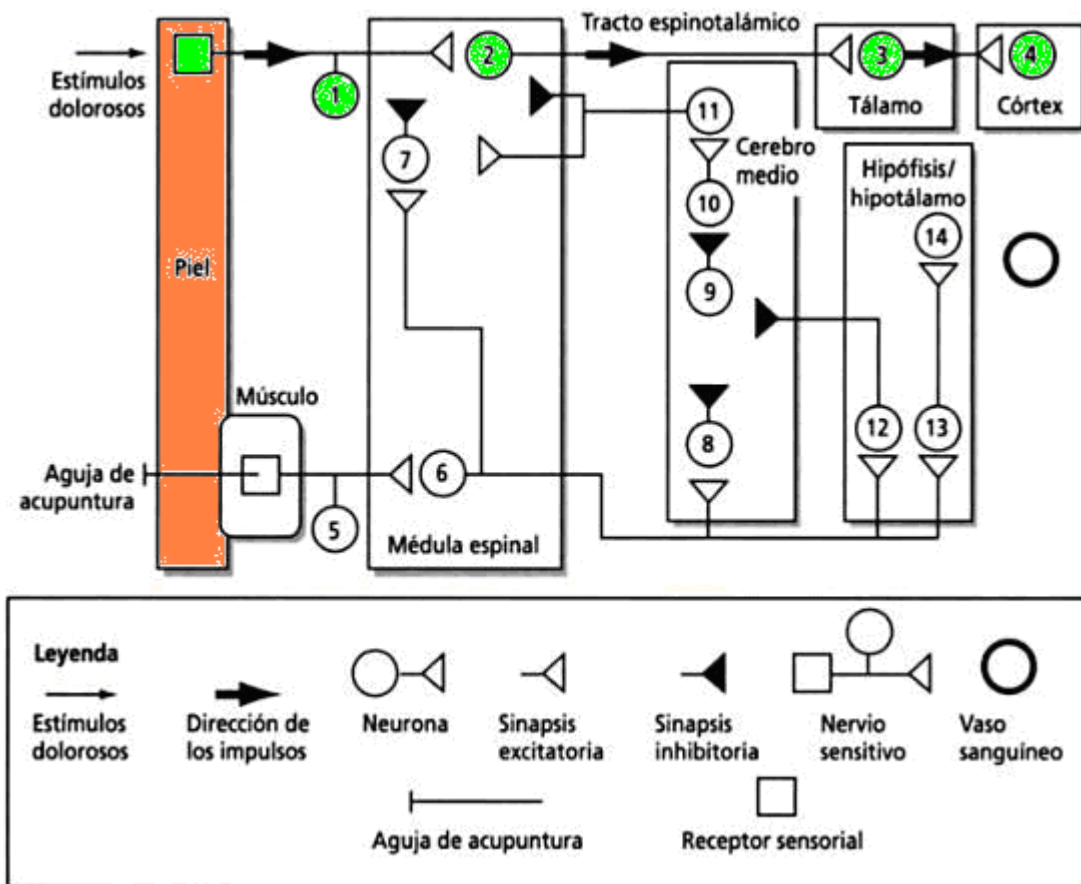 Tracto espinotalámico
Estímulos
dolorosos
1
2
3
4
Tálamo
Córtex
7
11
Cerebro
medio
10
9
8
Hipófisis/
hipotálamo
14
12
13
Piel
Músculo
Aguja de
acupuntura
5
6
Médula espinal
Leyenda
Estímulos
dolorosos
Dirección de
los impulsos
Neurona
Sinapsis
excitatoria
Sinapsis
inhibitoria
Nervio
sensitivo
Vaso
sanguíneo
Aguja de acupuntura
Receptor sensorial